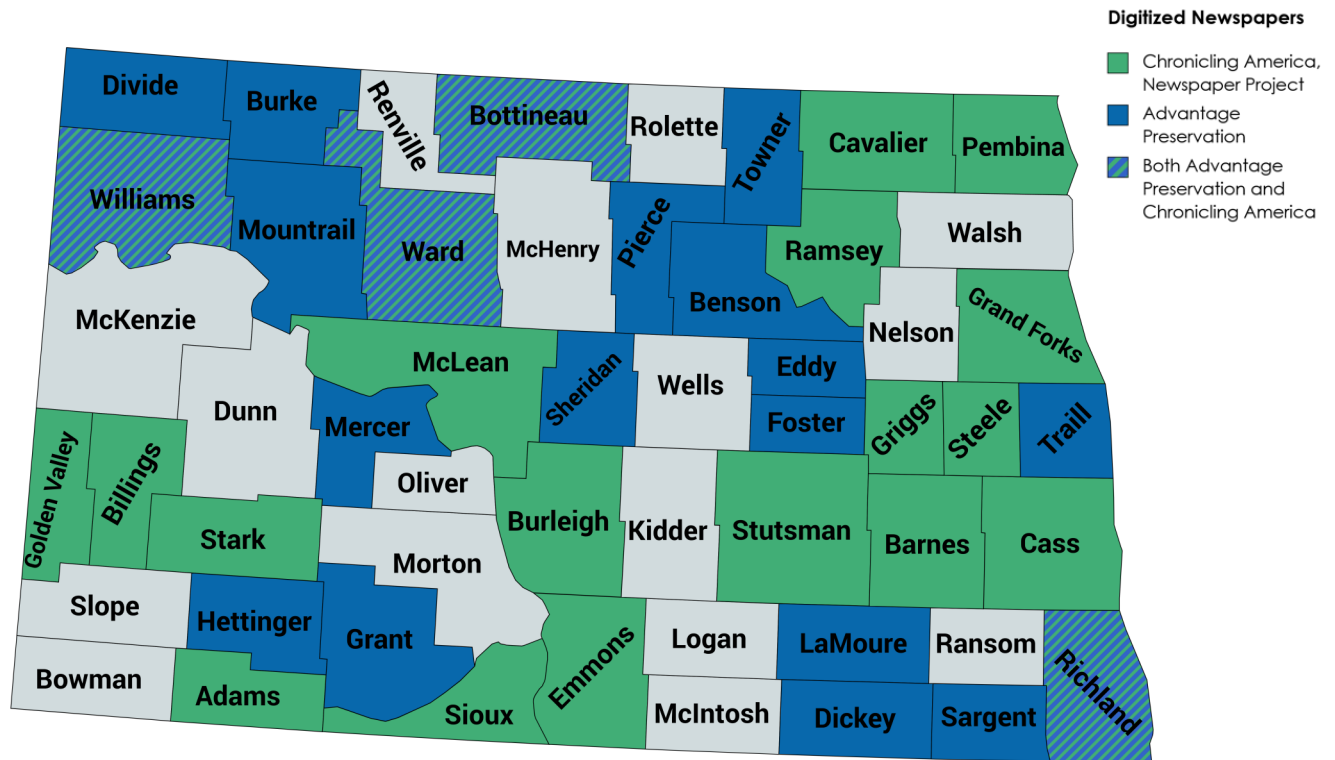 Digitized Newspapers
Chronicling America,
Newspaper Project
Advantage
Preservation
Both Advantage
Preservation and
Chronicling America
Divide
Burke
Renville
Bottineau
Rolette
Towner
Cavalier
Pembina
Williams
Mountrail
Ward
McHenry
Pierce
Benson
Ramsey
Walsh
McKenzie
Nelson
Grand Forks
Dunn
McLean
Sheridan
Wells
Eddy
Foster
Griggs
Steele
Traill
Mercer
Oliver
Golden Valley
Billings
Stark
Burleigh
Kidder
Stutsman
Barnes
Cass
Morton
Slope
Hettinger
Grant
Logan
LaMoure
Ransom
Richland
Bowman
Adams
Sioux
Emmons
McIntosh
Dickey
Sargent